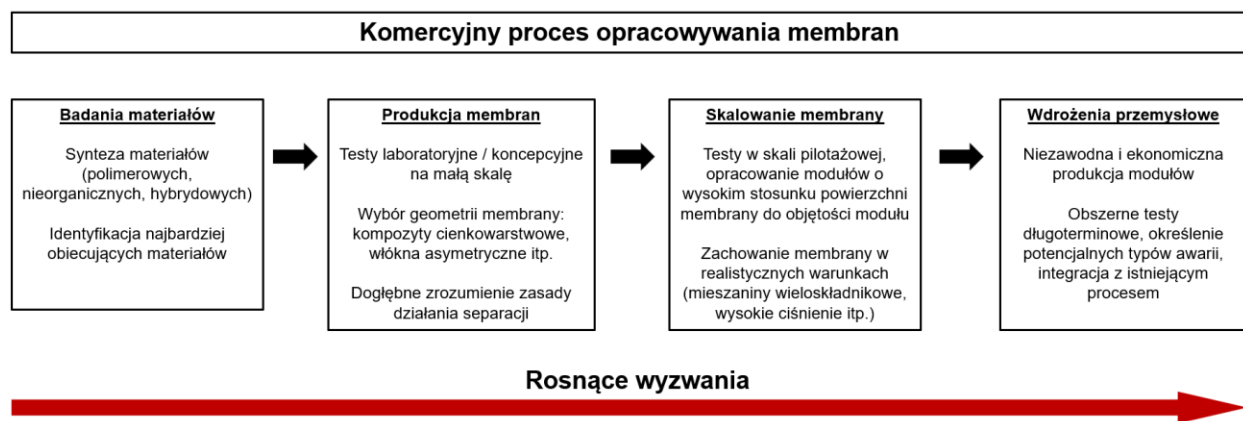 Komercyjny proces opracowywania membran
Badania materiałów
Synteza materiałów
(polimerowych,
nieorganicznych, hybrydowych)
Identyfikacja najbardziej
obiecujących materiałów
Produkcja membran
Testy laboratoryjne / koncepcyjne
na małą skalę
Wybór geometrii membrany:
kompozyty cienkowarstwowe,
włókna asymetryczne itp.
Dogłębne zrozumienie zasady
działania separacji
Skalowanie membrany
Testy w skali pilotażowej,
opracowanie modułów o
wysokim stosunku powierzchni
membrany do objętości modułu
Zachowanie membrany w
realistycznych warunkach
(mieszaniny wieloskładnikowe,
wysokie ciśnienie itp.)
Wdrożenia przemysłowe
Niezawodna i ekonomiczna
produkcja modułów
Obszerne testy
długoterminowe, określenie
potencjalnych typów awarii,
integracja z istniejącym
procesem
Rosnące wyzwania